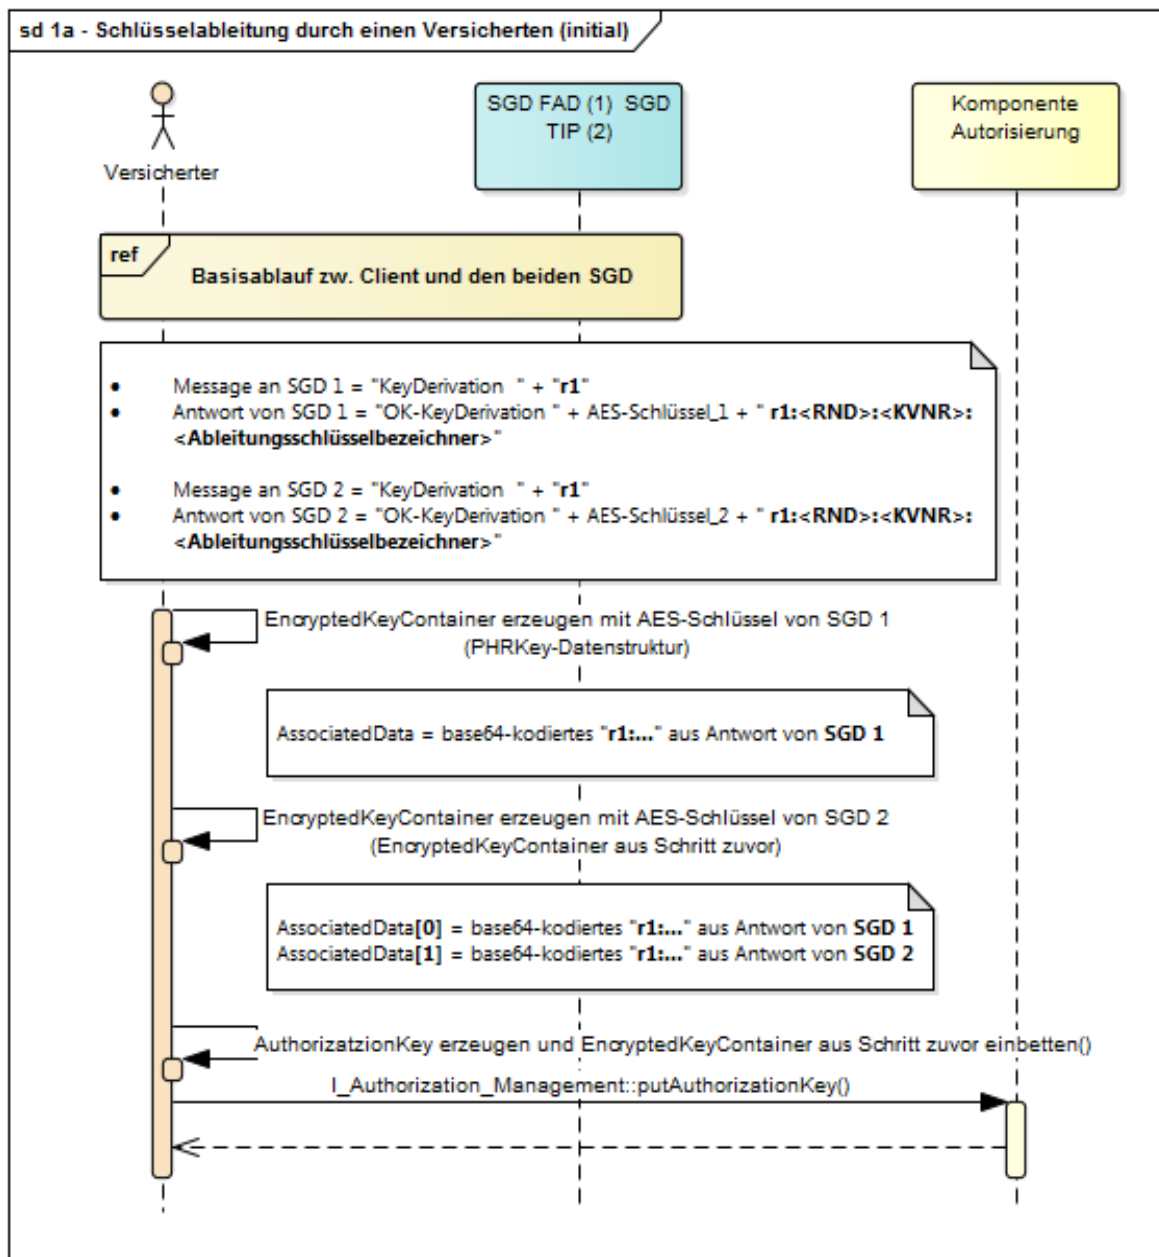 sd 1a - Schlüsselableitung durch einen Versicherten (initial)
SGD FAD (1) SGD
TIP (2)
Komponente
Autorisierung
Versicherter
ref
Basisablauf zw. Client und den beiden SGD
• Message an SGD 1 = "KeyDerivation " + "r1"
• Antwort von SGD 1 = "OK-KeyDerivation " + AES-Schlüssel_1 + " r1:<RND>:<KVNR>:
<Ableitungsschlüsselbezeichner>"
• Message an SGD 2 = "KeyDerivation " + "r1"
• Antwort von SGD 2 = "OK-KeyDerivation " + AES-Schlüssel_2 + " r1:<RND>:<KVNR>:
<Ableitungsschlüsselbezeichner>"
EncryptedKeyContainer erzeugen mit AES-Schlüssel von SGD 1
(PHRKey-Datenstruktur)
AssociatedData = base64-kodiertes "r1:..." aus Antwort von SGD 1
EncryptedKeyContainer erzeugen mit AES-Schlüssel von SGD 2
(EncryptedKeyContainer aus Schritt zuvor)
AssociatedData[0] = base64-kodiertes "r1:..." aus Antwort von SGD 1
AssociatedData[1] = base64-kodiertes "r1:..." aus Antwort von SGD 2
AuthorizatzionKey erzeugen und EncryptedKeyContainer aus Schritt zuvor einbetten()
I_Authorization_Management::putAuthorizationKey()